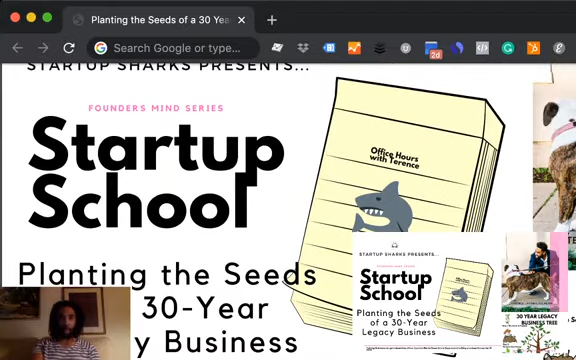 Planting the Seeds of a 30 Yea
Search Google or type...
2d
STARTUP SHARKS PRESENTS...
FOUNDERS MIND SERIES
Startup
School
Office Hours
with Terence
Planting the Seeds
30-Year
y Business
STARTUP SHARKS PRESENTS...
Startup
School
Planting the Seeds
of a 30-Year
Legacy Business
30 YEAR LEGACY
BUSINESS TREE